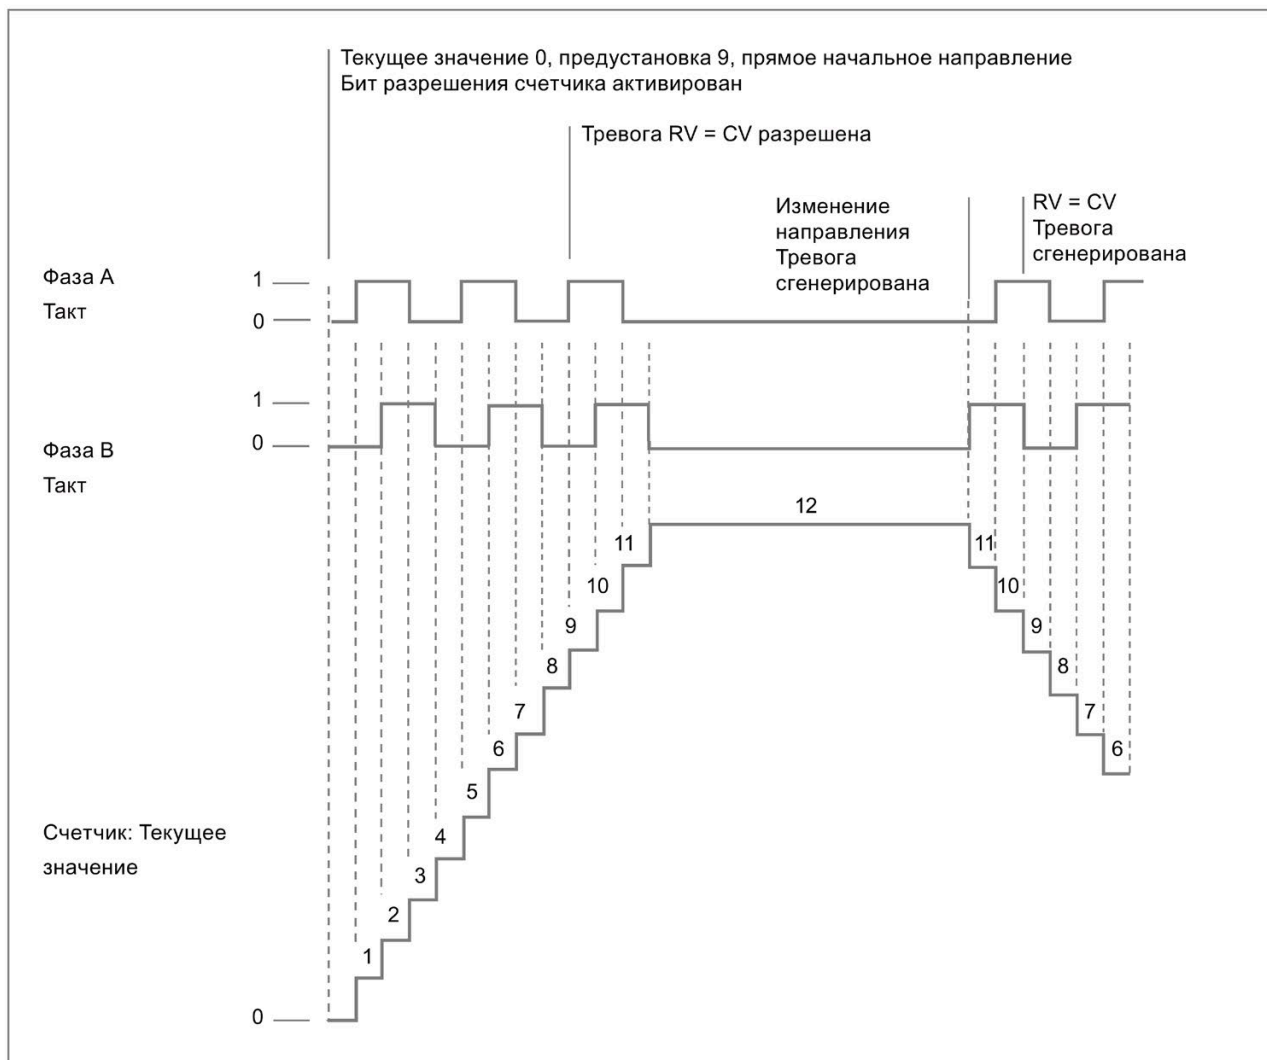 Текущее значение 0, предустановка 9, прямое начальное направление
Бит разрешения счетчика активирован
Тревога RV = CV разрешена
Изменение
направления
Тревога
сгенерирована
RV = CV
Тревога
сгенерирована
Фаза A
Такт
1
0
Фаза B
Такт
1
0
12
11
11
10
10
9
9
8
8
7
7
6
6
5
4
3
2
1
0
Счетчик: Текущее
значение